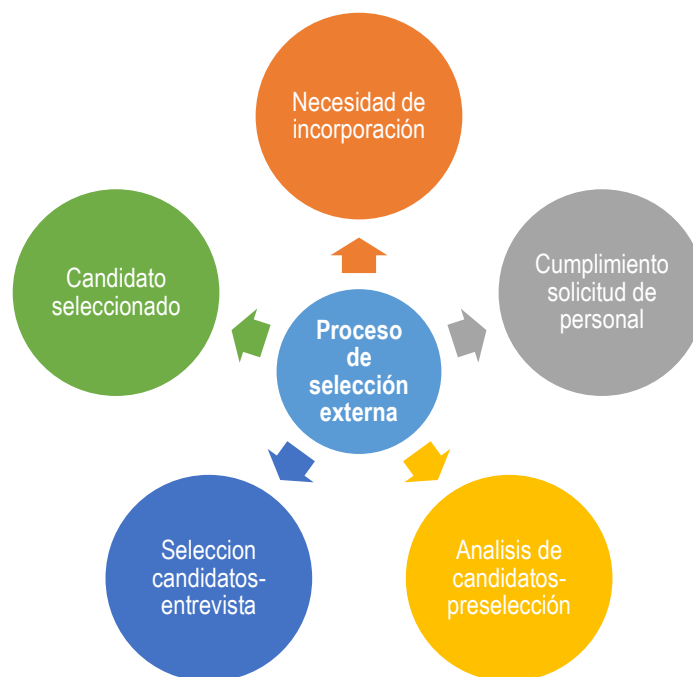 Necesidad de
incorporación
Cumplimiento
solicitud de
personal
Analisis de
candidatos-
preselección
Seleccion
candidatos-
entrevista
Candidato
seleccionado
Proceso
de
selección
externa